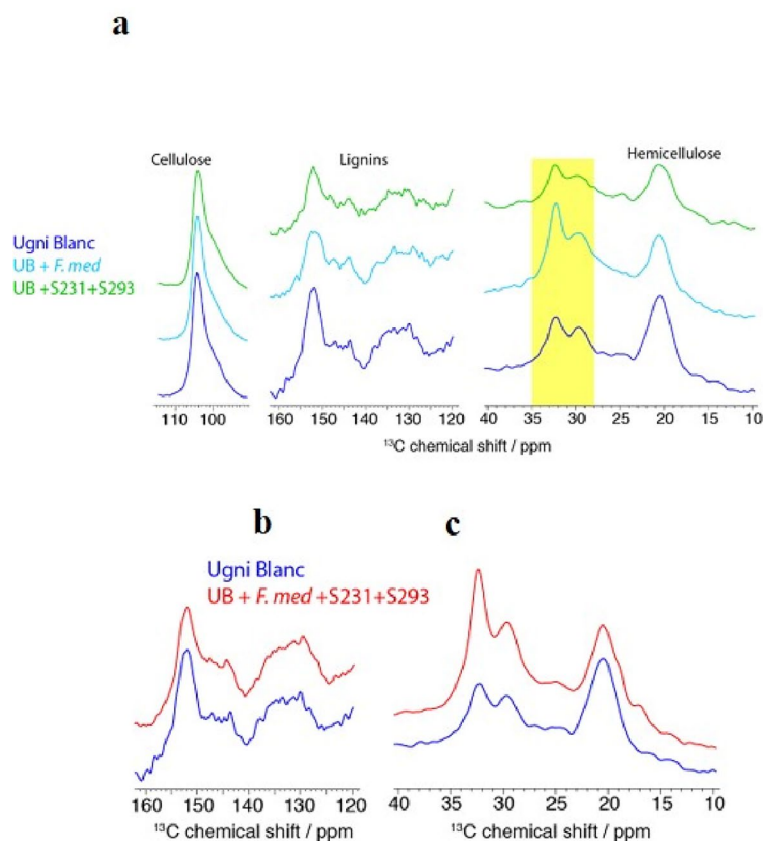 a
Cellulose
Lignins
Hemicellulose
Ugni Blanc
UB + F. med
UB +S231+S293
110 100
160 150 140 130 120
40 35 30 25 20 15 10
¹³C chemical shift / ppm
b
c
Ugni Blanc
UB + F. med +S231+S293
160 150 140 130 120
40 35 30 25 20 15 10
¹³C chemical shift / ppm
¹³C chemical shift / ppm